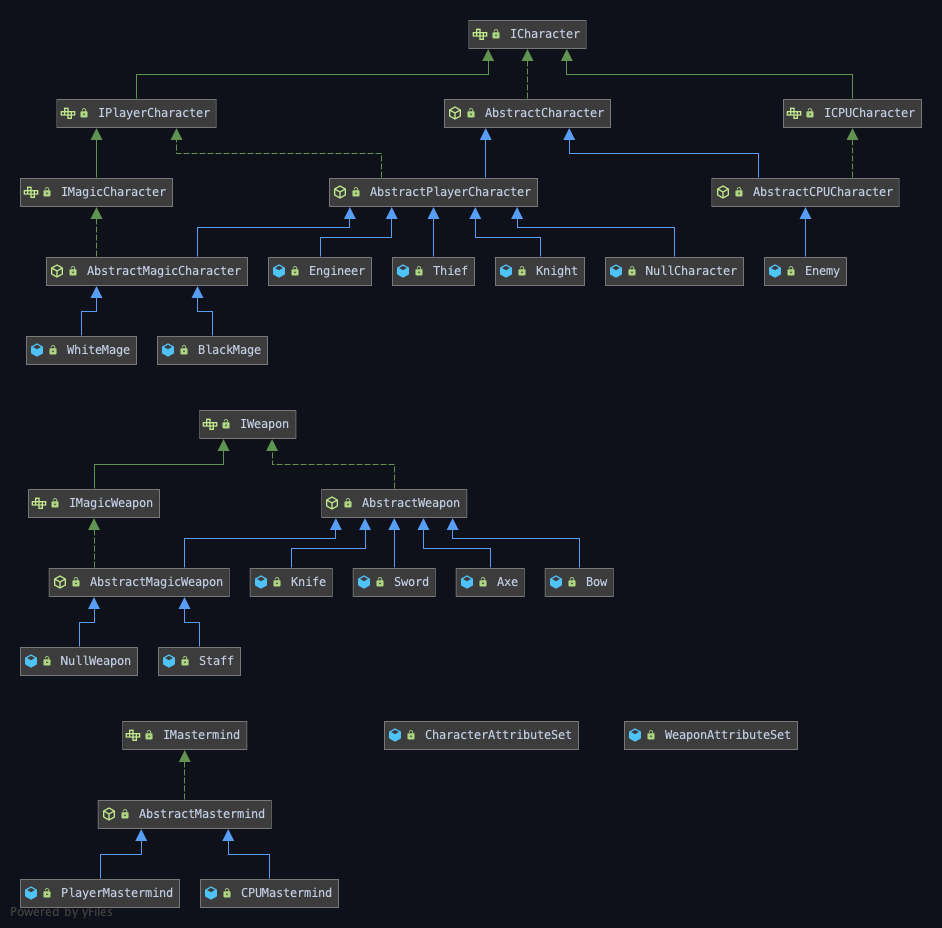 ICharacter
IPlayerCharacter
AbstractCharacter
ICPUCharacter
IMagicCharacter
AbstractPlayerCharacter
AbstractCPUCharacter
AbstractMagicCharacter
Engineer
Thief
Knight
NullCharacter
Enemy
WhiteMage
BlackMage
IWeapon
IMagicWeapon
AbstractWeapon
AbstractMagicWeapon
Knife
Sword
Axe
Bow
NullWeapon
Staff
IMastermind
CharacterAttributeSet
WeaponAttributeSet
AbstractMastermind
PlayerMastermind
CPUMastermind
Powered by yFiles